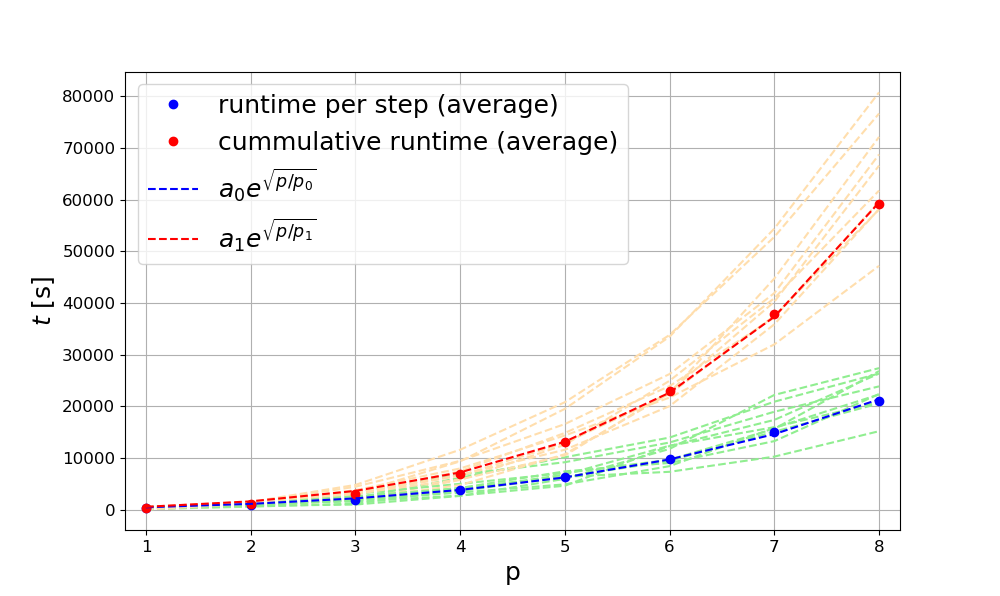 80000
70000
60000
50000
40000
30000
20000
10000
0
t [s]
runtime per step (average)
cummulative runtime (average)
a₀e^√(p/p₀)
a₁e^√(p/p₁)
1 2 3 4 5 6 7 8
p